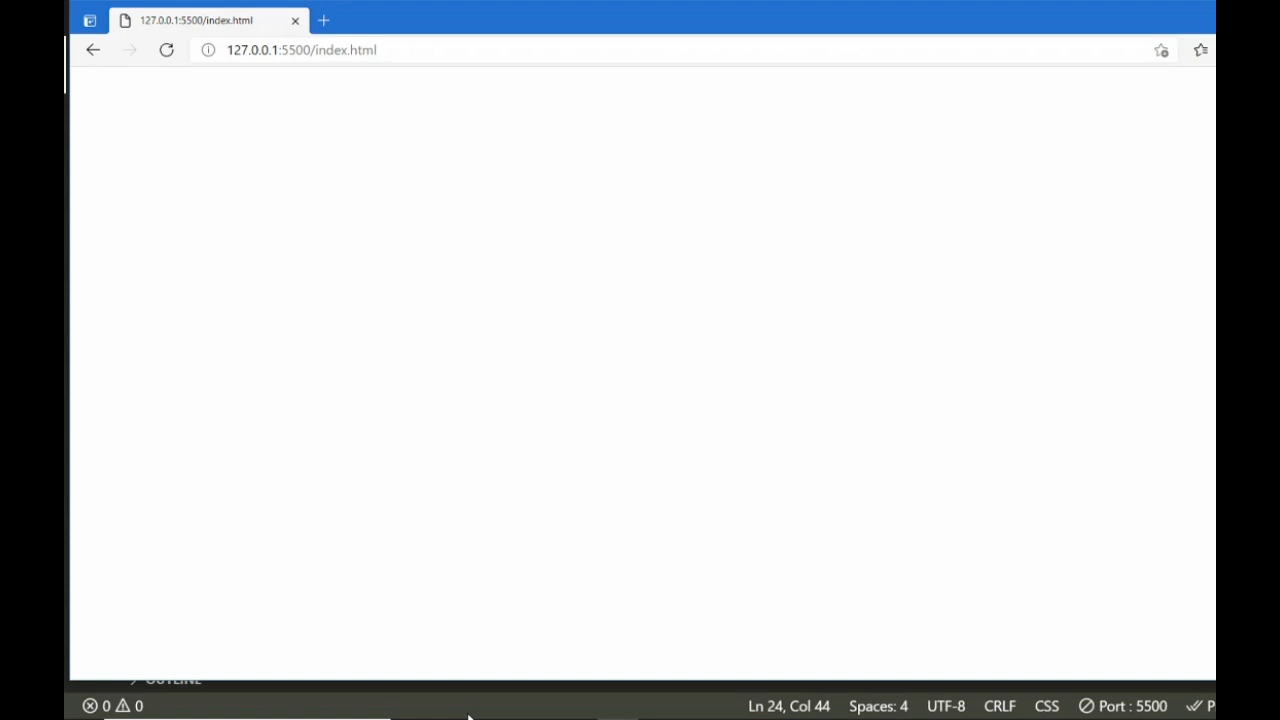 127.0.0.1:5500/index.html
127.0.0.1:5500/index.html
OUTLINE
0 0 Ln 24, Col 44 Spaces: 4 UTF-8 CRLF CSS Port : 5500 P